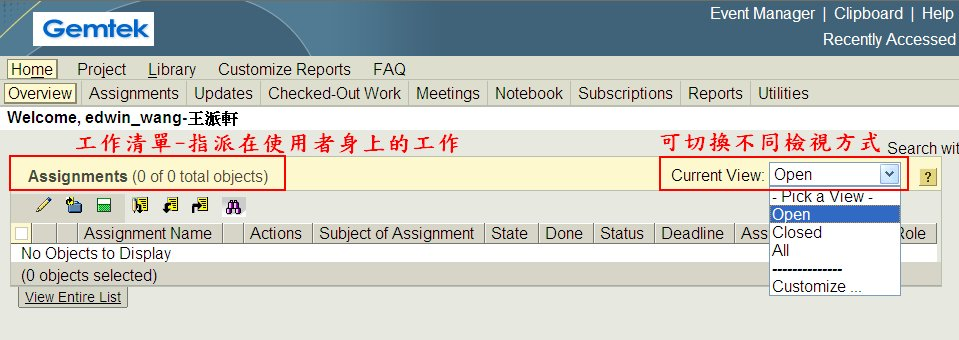 Gemtek
Event Manager | Clipboard | Help
Recently Accessed
Home Project Library Customize Reports FAQ
Overview Assignments Updates Checked-Out Work Meetings Notebook Subscriptions Reports Utilities
Welcome, edwin_wang-王派軒
工作清單-指派在使用者身上的工作 可切換不同檢視方式
Search wit
Assignments (0 of 0 total objects) Current View: Open ?
- Pick a View -
Open
Closed
All
--------------
Customize ...
Assignment Name Actions Subject of Assignment State Done Status Deadline Ass Role
No Objects to Display
(0 objects selected)
View Entire List